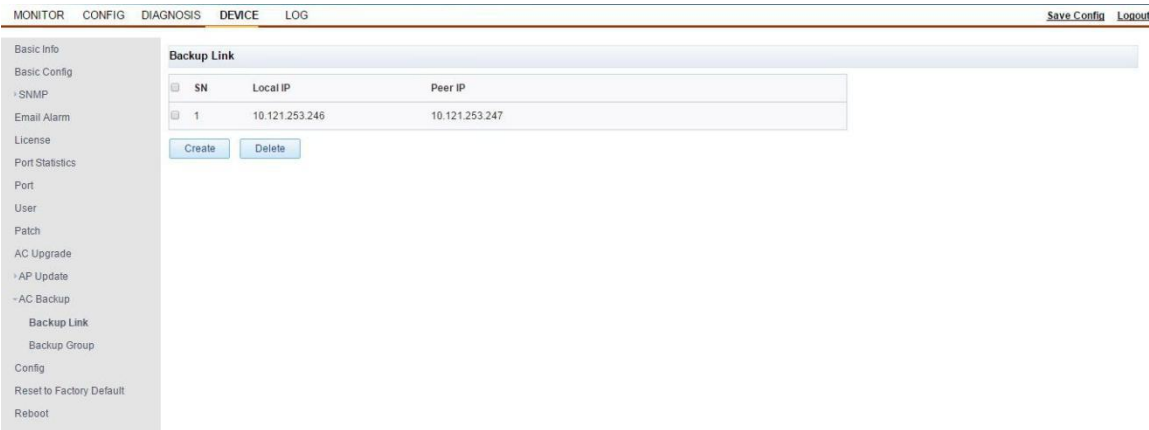 MONITOR CONFIG DIAGNOSIS DEVICE LOG Save Config Logout
Basic Info
Basic Config
SNMP
Email Alarm
License
Port Statistics
Port
User
Patch
AC Upgrade
AP Update
AC Backup
Backup Link
Backup Group
Config
Reset to Factory Default
Reboot
Backup Link
SN Local IP Peer IP
1 10.121.253.246 10.121.253.247
Create Delete